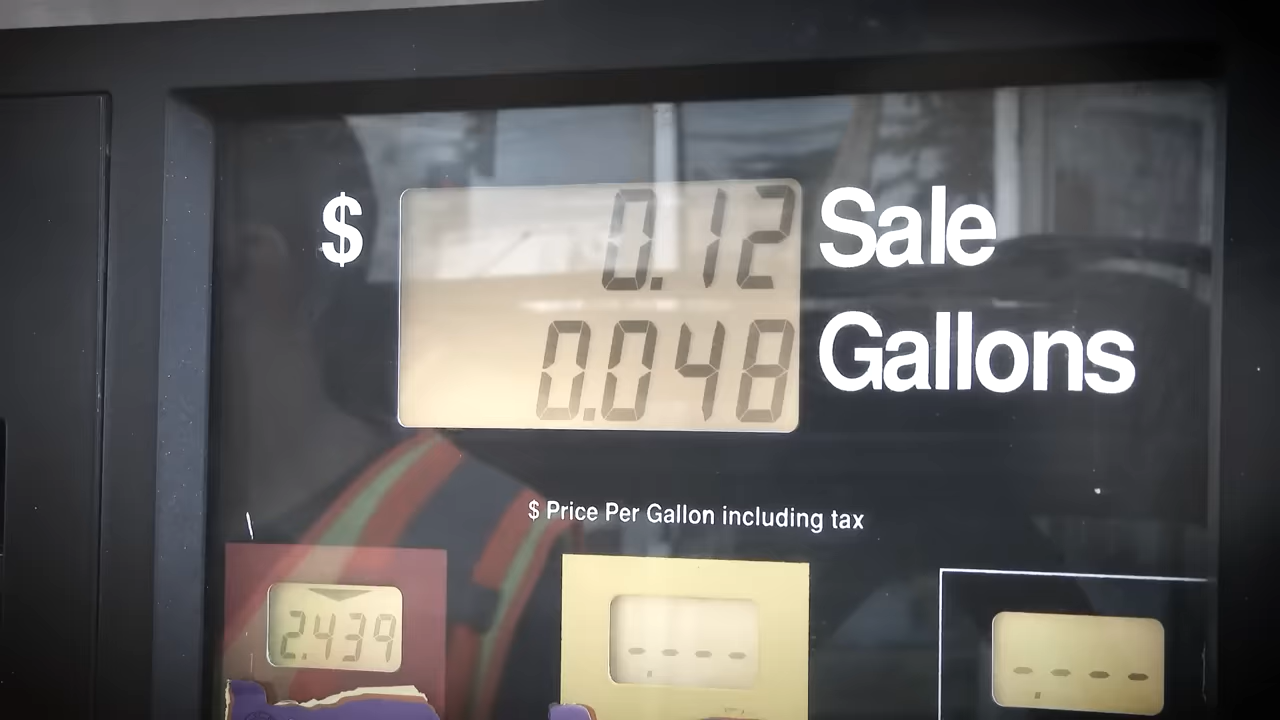 $ 0.12 Sale
0.048 Gallons
$ Price Per Gallon including tax
2.439
----
----